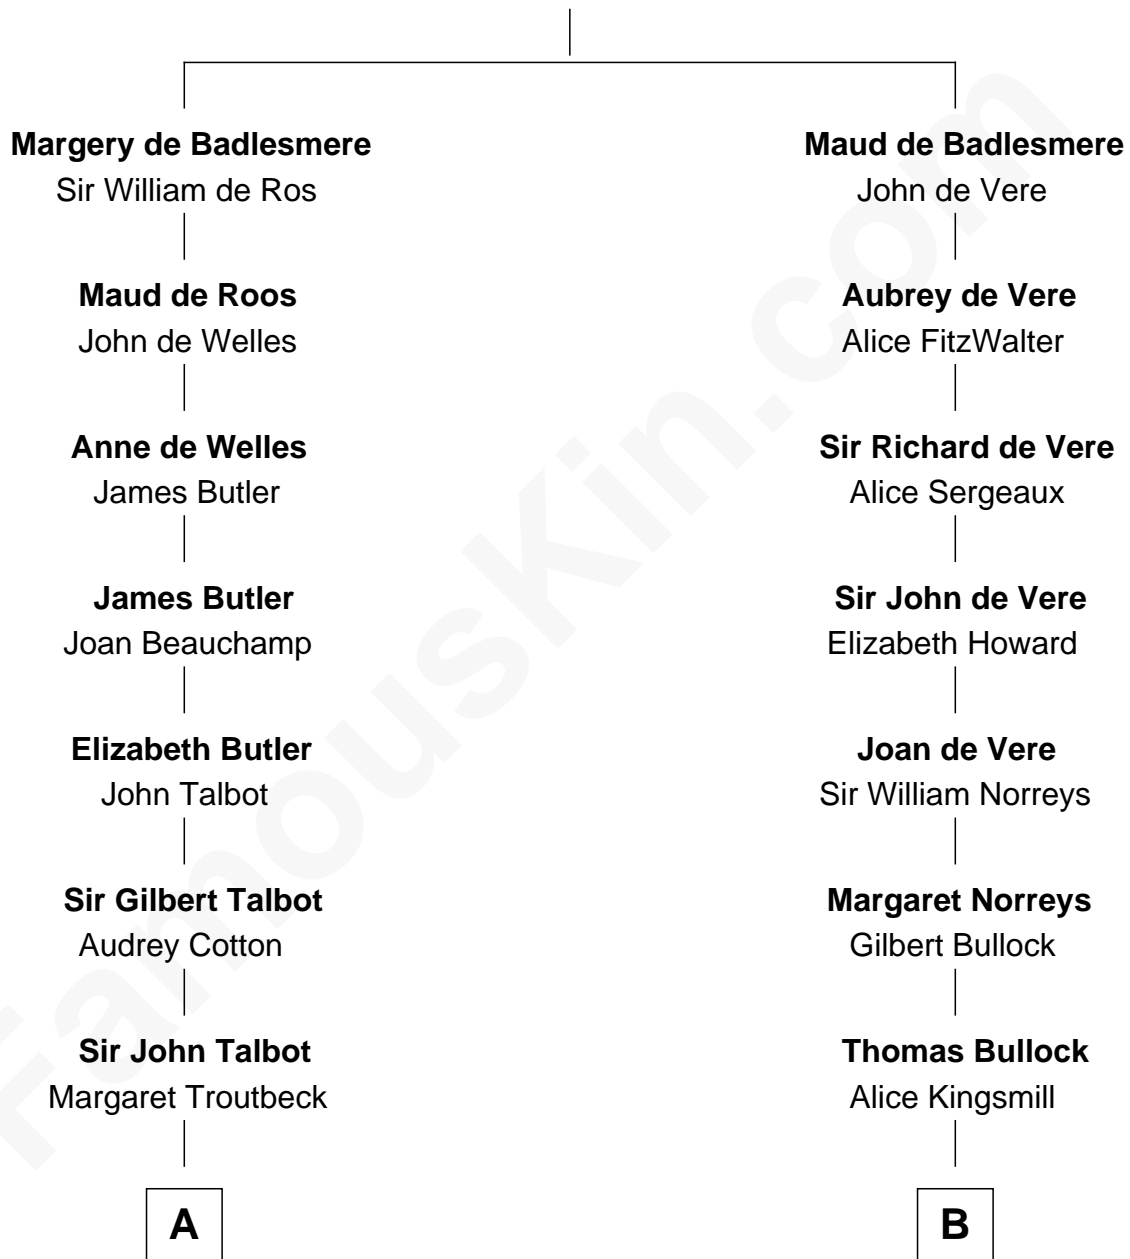 Margery de Badlesmere
Sir William de Ros
Maud de Roos
John de Welles
Anne de Welles
James Butler
James Butler
Joan Beauchamp
Elizabeth Butler
John Talbot
Sir Gilbert Talbot
Audrey Cotton
Sir John Talbot
Margaret Troutbeck
A
Maud de Badlesmere
John de Vere
Aubrey de Vere
Alice FitzWalter
Sir Richard de Vere
Alice Sergeaux
Sir John de Vere
Elizabeth Howard
Joan de Vere
Sir William Norreys
Margaret Norreys
Gilbert Bullock
Thomas Bullock
Alice Kingsmill
B
FamousKin.com